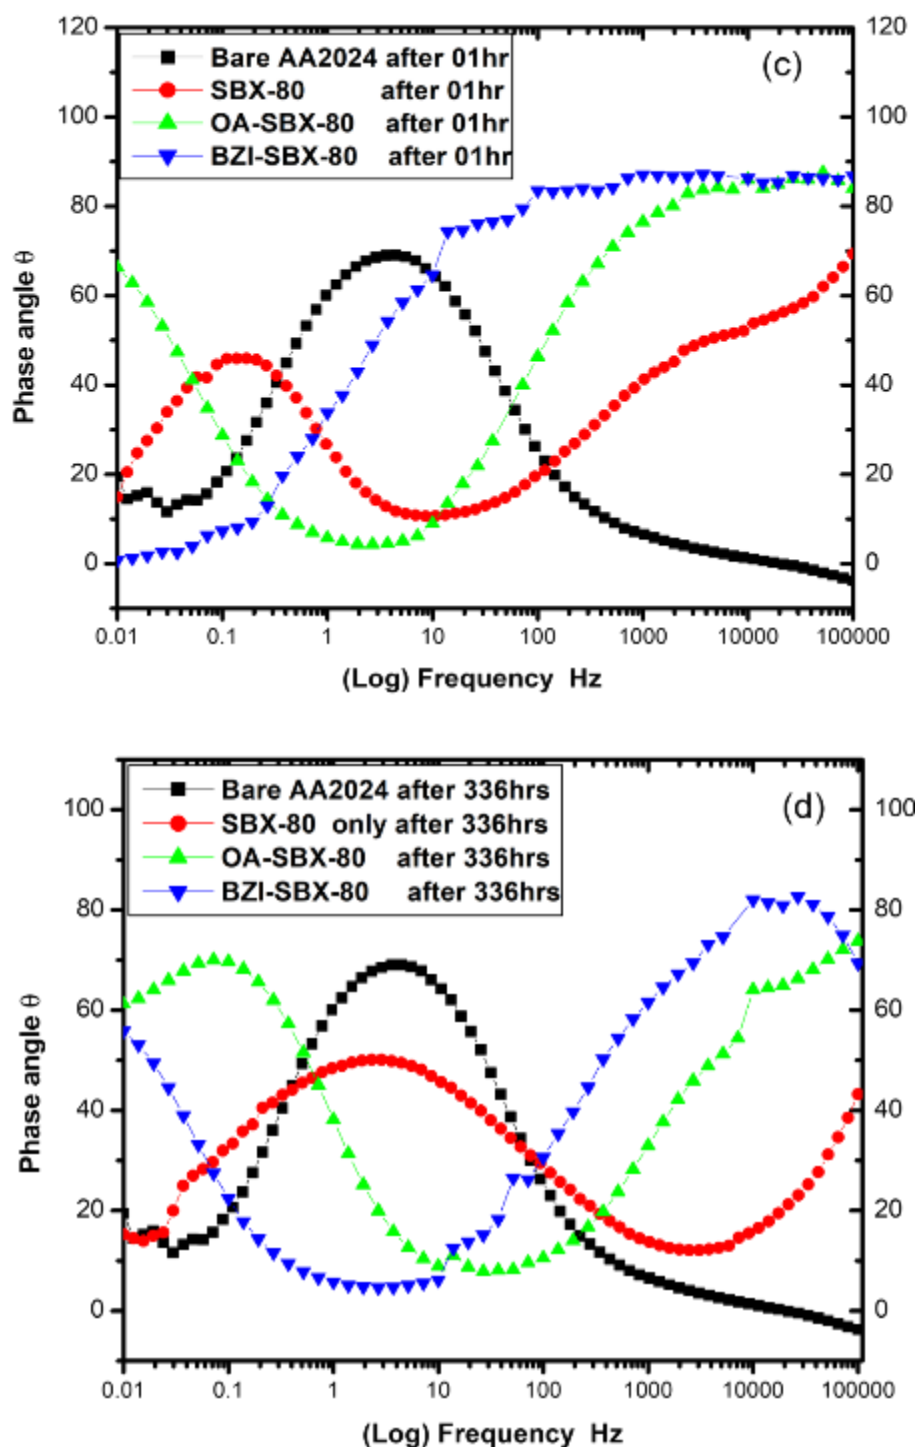 120
100
80
60
40
20
0
Phase angle θ
Bare AA2024 after 01hr
SBX-80 after 01hr
OA-SBX-80 after 01hr
BZI-SBX-80 after 01hr
(c)
120
100
80
60
40
20
0
0.01 0.1 1 10 100 1000 10000 100000
(Log) Frequency Hz
100
80
60
40
20
0
Phase angle θ
Bare AA2024 after 336hrs
SBX-80 only after 336hrs
OA-SBX-80 after 336hrs
BZI-SBX-80 after 336hrs
(d)
100
80
60
40
20
0
0.01 0.1 1 10 100 1000 10000 100000
(Log) Frequency Hz